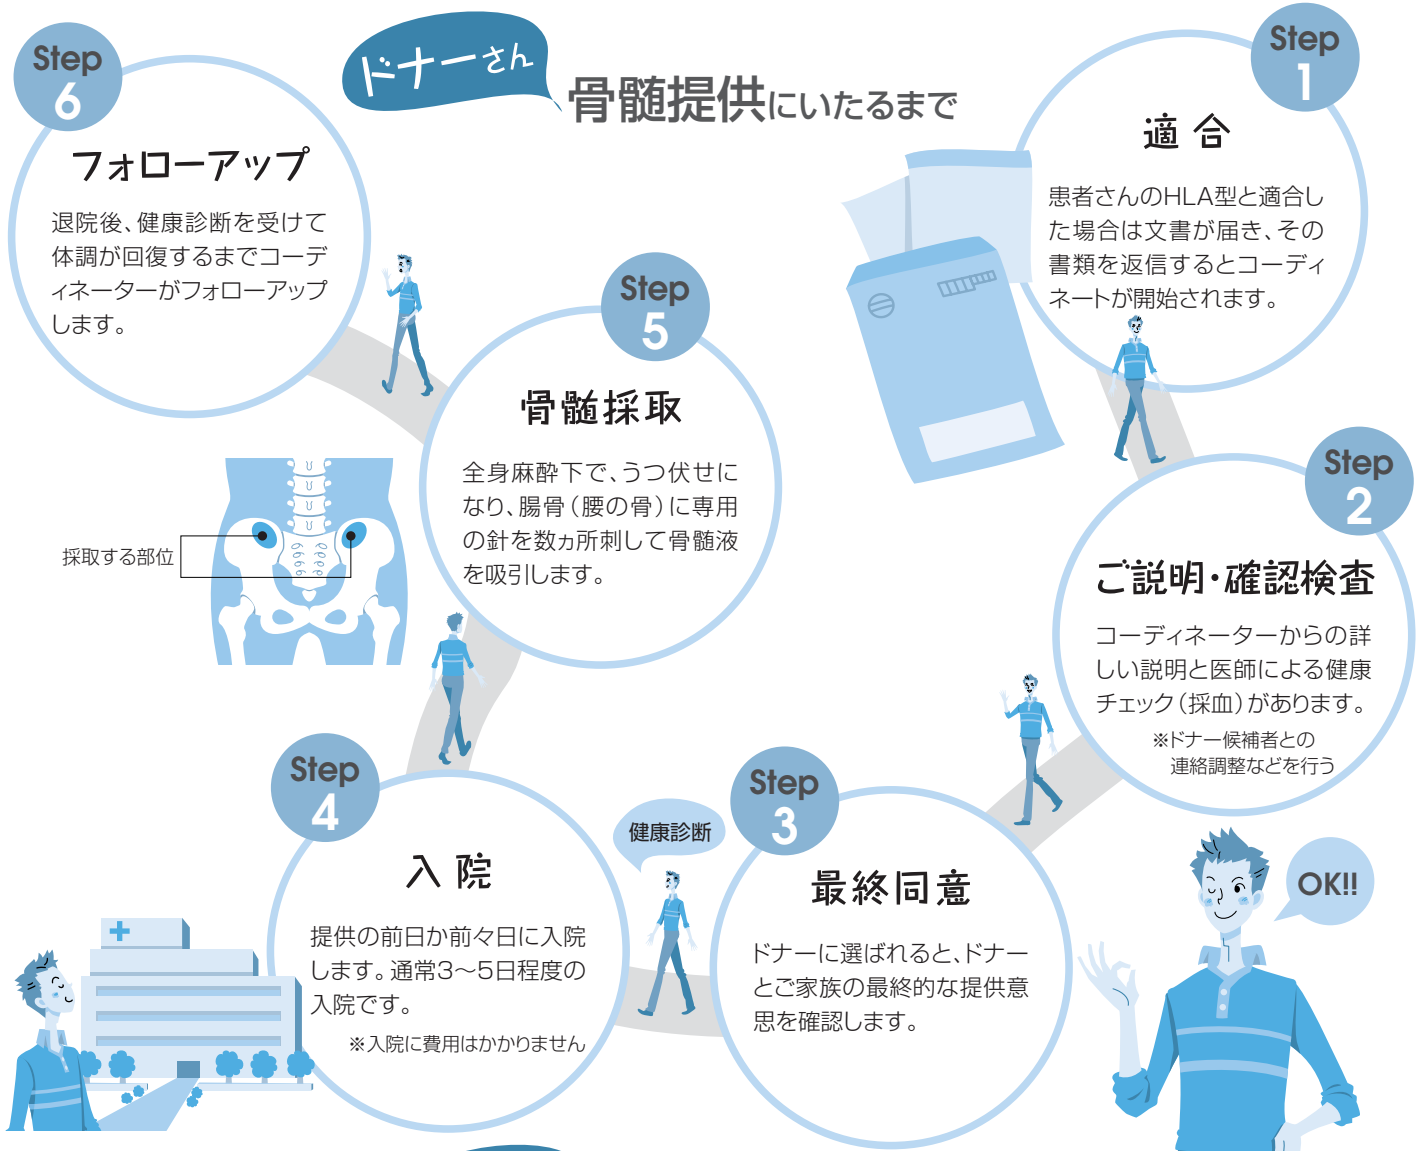 ドナーさん
骨髄提供にいたるまで
Step
1
適合
患者さんのHLA型と適合し
た場合は文書が届き、その
書類を返信するとコーディ
ネートが開始されます。
Step
2
ご説明・確認検査
コーディネーターからの詳
しい説明と医師による健康
チェック（採血）があります。
※ドナー候補者との
連絡調整などを行う
OK!!
Step
3
最終同意
ドナーに選ばれると、ドナー
とご家族の最終的な提供意
思を確認します。
健康診断
Step
4
入院
提供の前日か前々日に入院
します。通常3〜5日程度の
入院です。
※入院に費用はかかりません
Step
5
骨髄採取
全身麻酔下で、うつ伏せに
なり、腸骨（腰の骨）に専用
の針を数ヵ所刺して骨髄液
を吸引します。
採取する部位
Step
6
フォローアップ
退院後、健康診断を受けて
体調が回復するまでコーデ
ィネーターがフォローアップ
します。